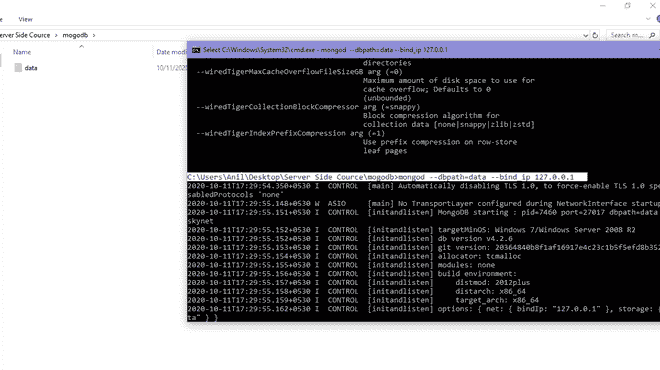 View
Server Side Cource > mogodb >
Search m...
Name
Date modi
data
10/11/2020
Select C:\Windows\System32\cmd.exe - mongod --dbpath=data --bind_ip 127.0.0.1
directories
--wiredTigerMaxCacheOverflowFileSizeGB arg (=0)
Maximum amount of disk space to use for
cache overflow; Defaults to 0
(unbounded)
--wiredTigerCollectionBlockCompressor arg (=snappy)
Block compression algorithm for
collection data [none|snappy|zlib|zstd]
--wiredTigerIndexPrefixCompression arg (=1)
Use prefix compression on row-store
leaf pages
C:\Users\Anil\Desktop\Server Side Cource\mogodb>mongod --dbpath=data --bind_ip 127.0.0.1
2020-10-11T17:29:54.350+0530 I CONTROL [main] Automatically disabling TLS 1.0, to force-enable TLS 1.0 spe
sabledProtocols 'none'
2020-10-11T17:29:55.148+0530 W ASIO [main] No TransportLayer configured during NetworkInterface startup
2020-10-11T17:29:55.151+0530 I CONTROL [initandlisten] MongoDB starting : pid=7460 port=27017 dbpath=data
skynet
2020-10-11T17:29:55.152+0530 I CONTROL [initandlisten] targetMinOS: Windows 7/Windows Server 2008 R2
2020-10-11T17:29:55.152+0530 I CONTROL [initandlisten] db version v4.2.6
2020-10-11T17:29:55.153+0530 I CONTROL [initandlisten] git version: 20364840b8f1af16917e4c23c1b5f5efd8b352
2020-10-11T17:29:55.154+0530 I CONTROL [initandlisten] allocator: tcmalloc
2020-10-11T17:29:55.155+0530 I CONTROL [initandlisten] modules: none
2020-10-11T17:29:55.156+0530 I CONTROL [initandlisten] build environment:
2020-10-11T17:29:55.157+0530 I CONTROL [initandlisten] distmod: 2012plus
2020-10-11T17:29:55.158+0530 I CONTROL [initandlisten] distarch: x86_64
2020-10-11T17:29:55.159+0530 I CONTROL [initandlisten] target_arch: x86_64
2020-10-11T17:29:55.162+0530 I CONTROL [initandlisten] options: { net: { bindIp: "127.0.0.1" }, storage: {
ta" } }